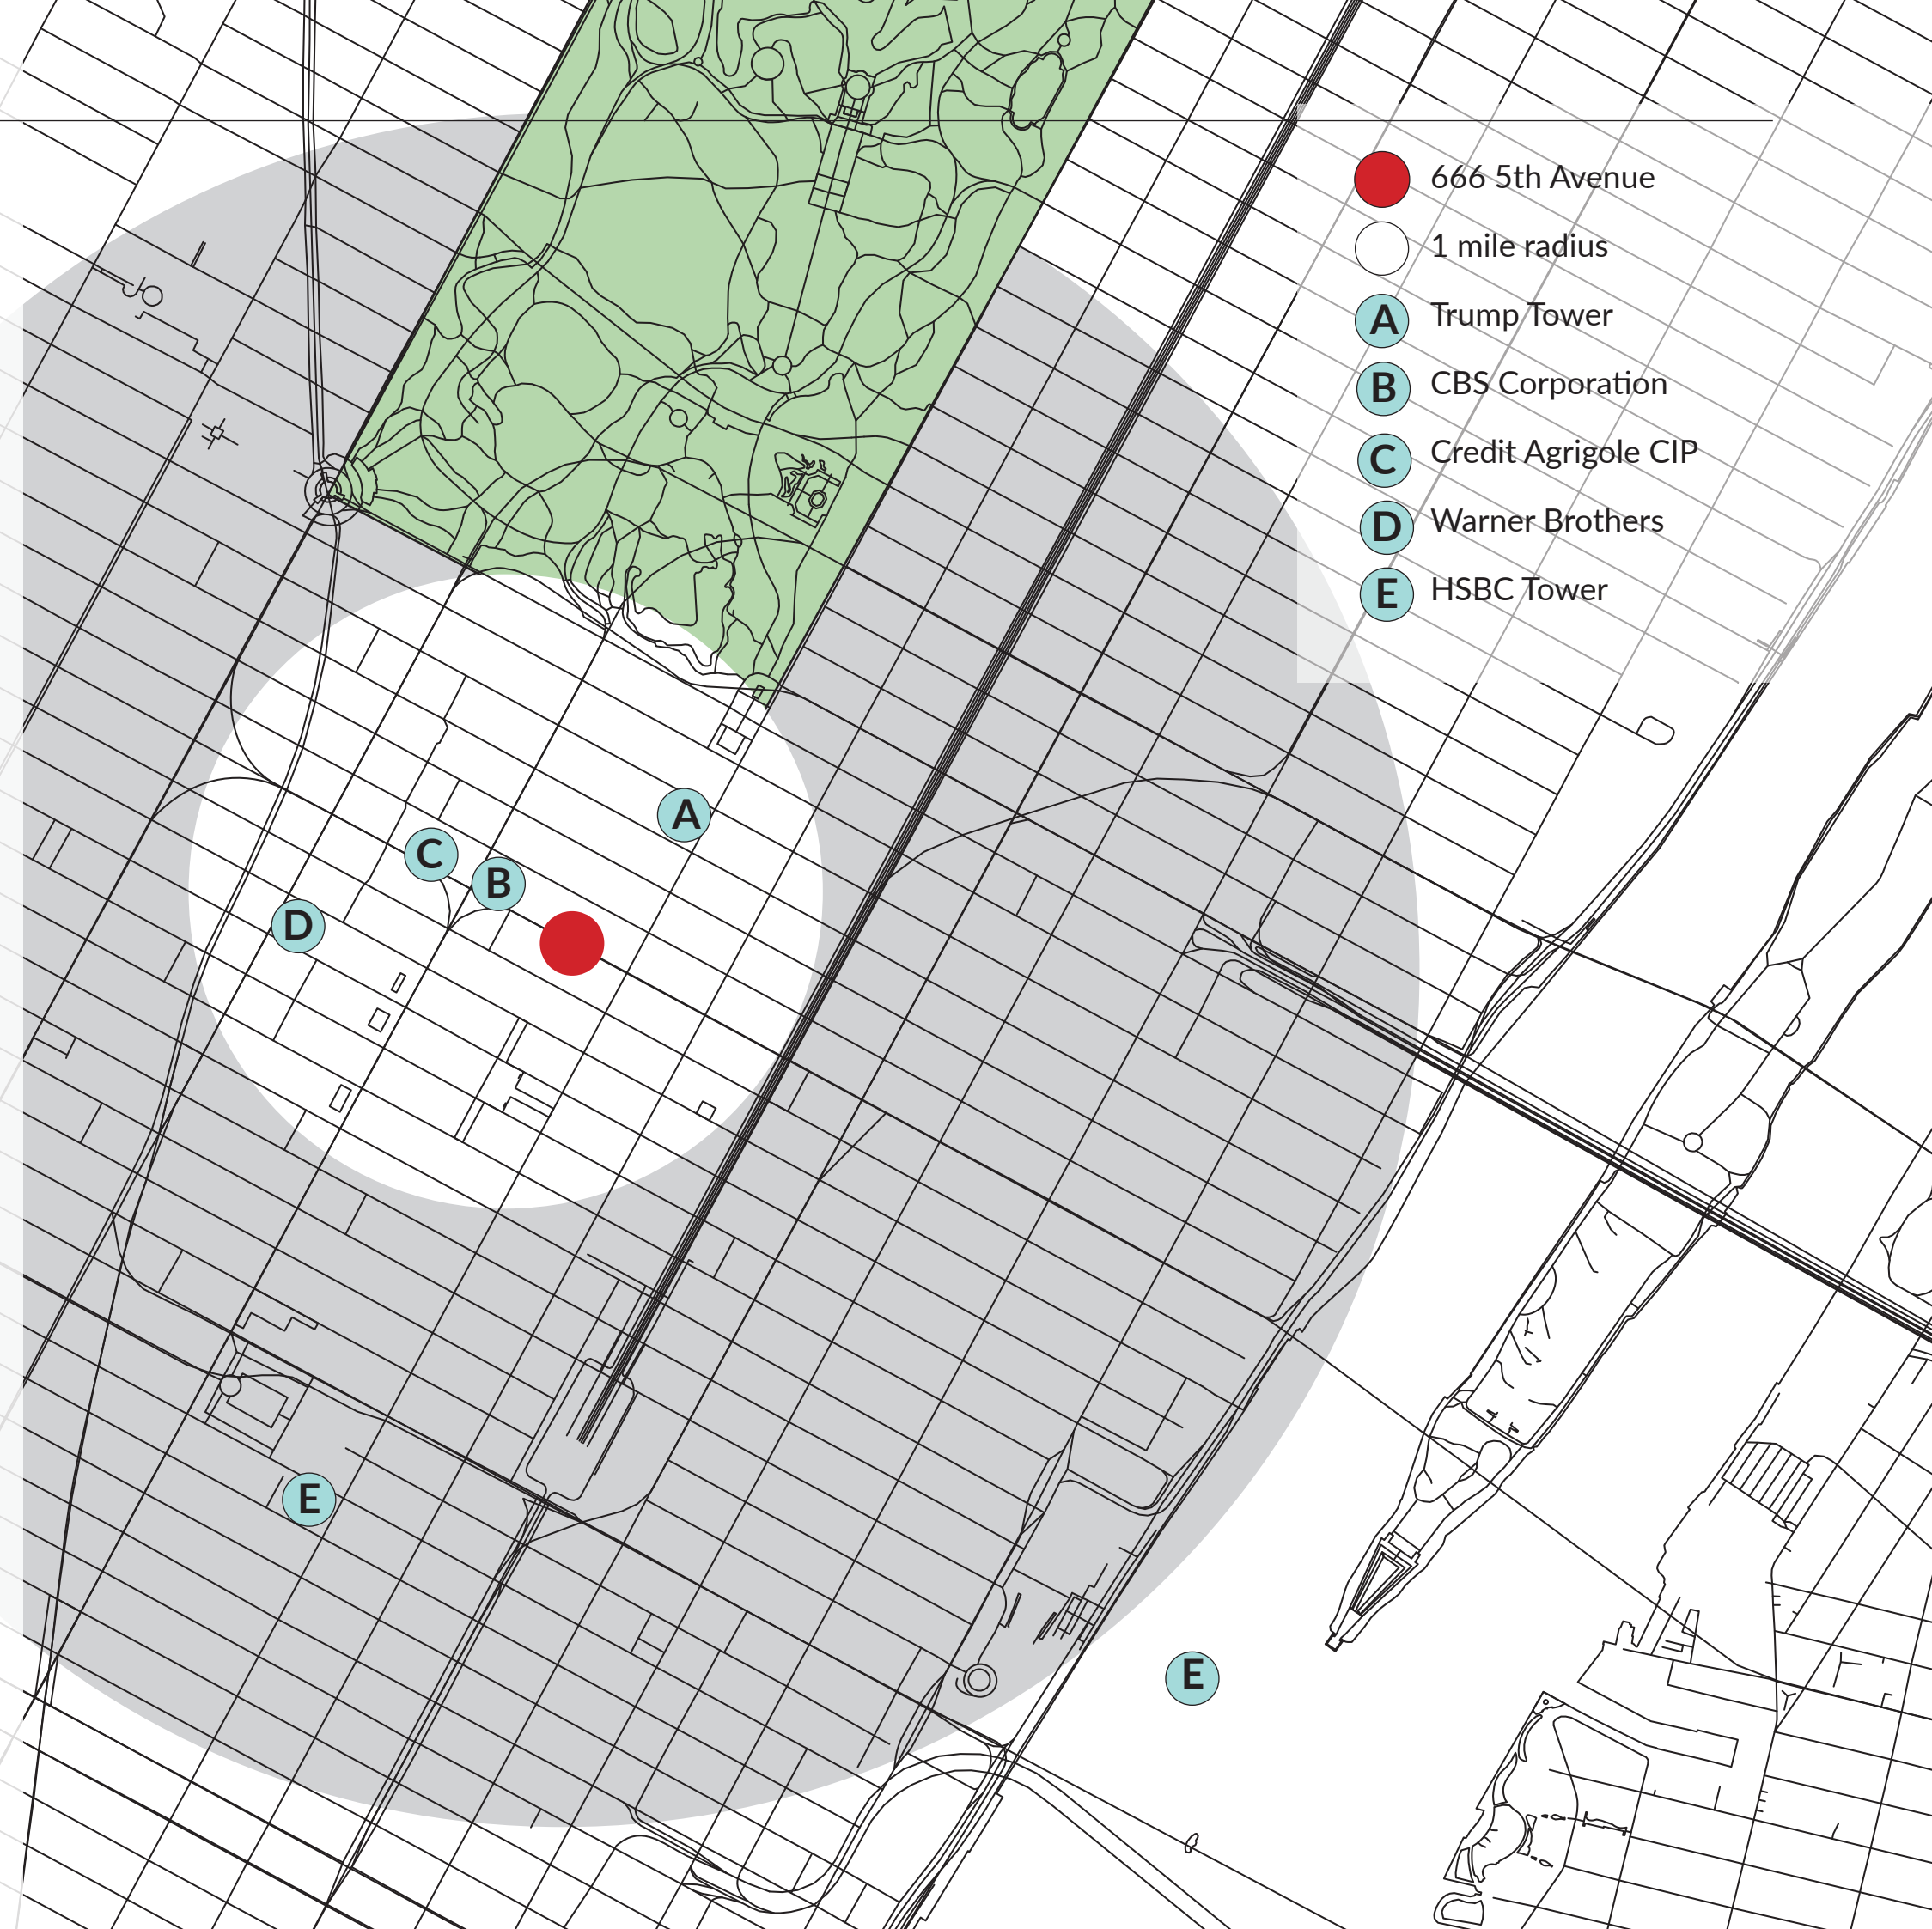 666 5th Avenue
1 mile radius
A Trump Tower
B CBS Corporation
C Credit Agrigole CIP
D Warner Brothers
E HSBC Tower
A
C
B
D
E
E